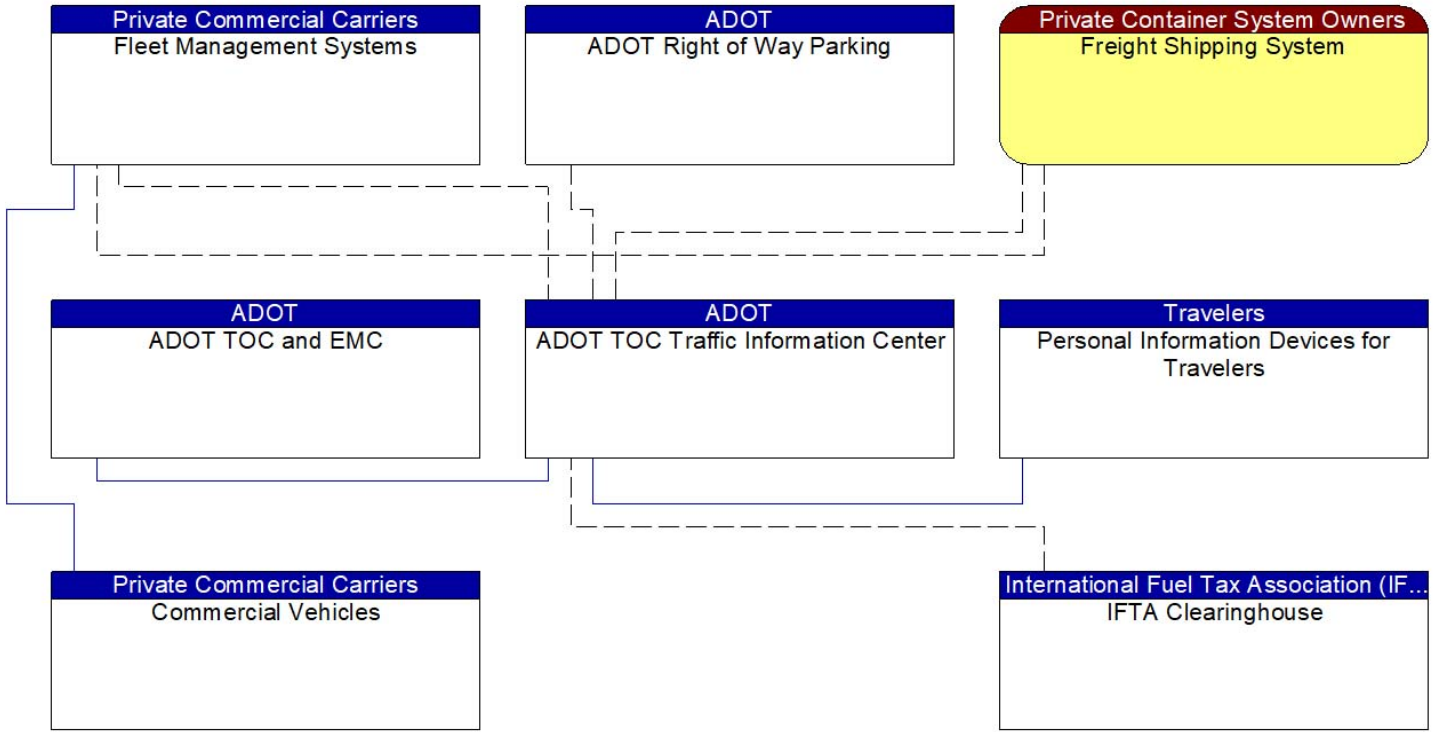 Private Commercial Carriers
Fleet Management Systems
ADOT
ADOT Right of Way Parking
Private Container System Owners
Freight Shipping System
ADOT
ADOT TOC and EMC
ADOT
ADOT TOC Traffic Information Center
Travelers
Personal Information Devices for
Travelers
Private Commercial Carriers
Commercial Vehicles
International Fuel Tax Association (IF...
IFTA Clearinghouse